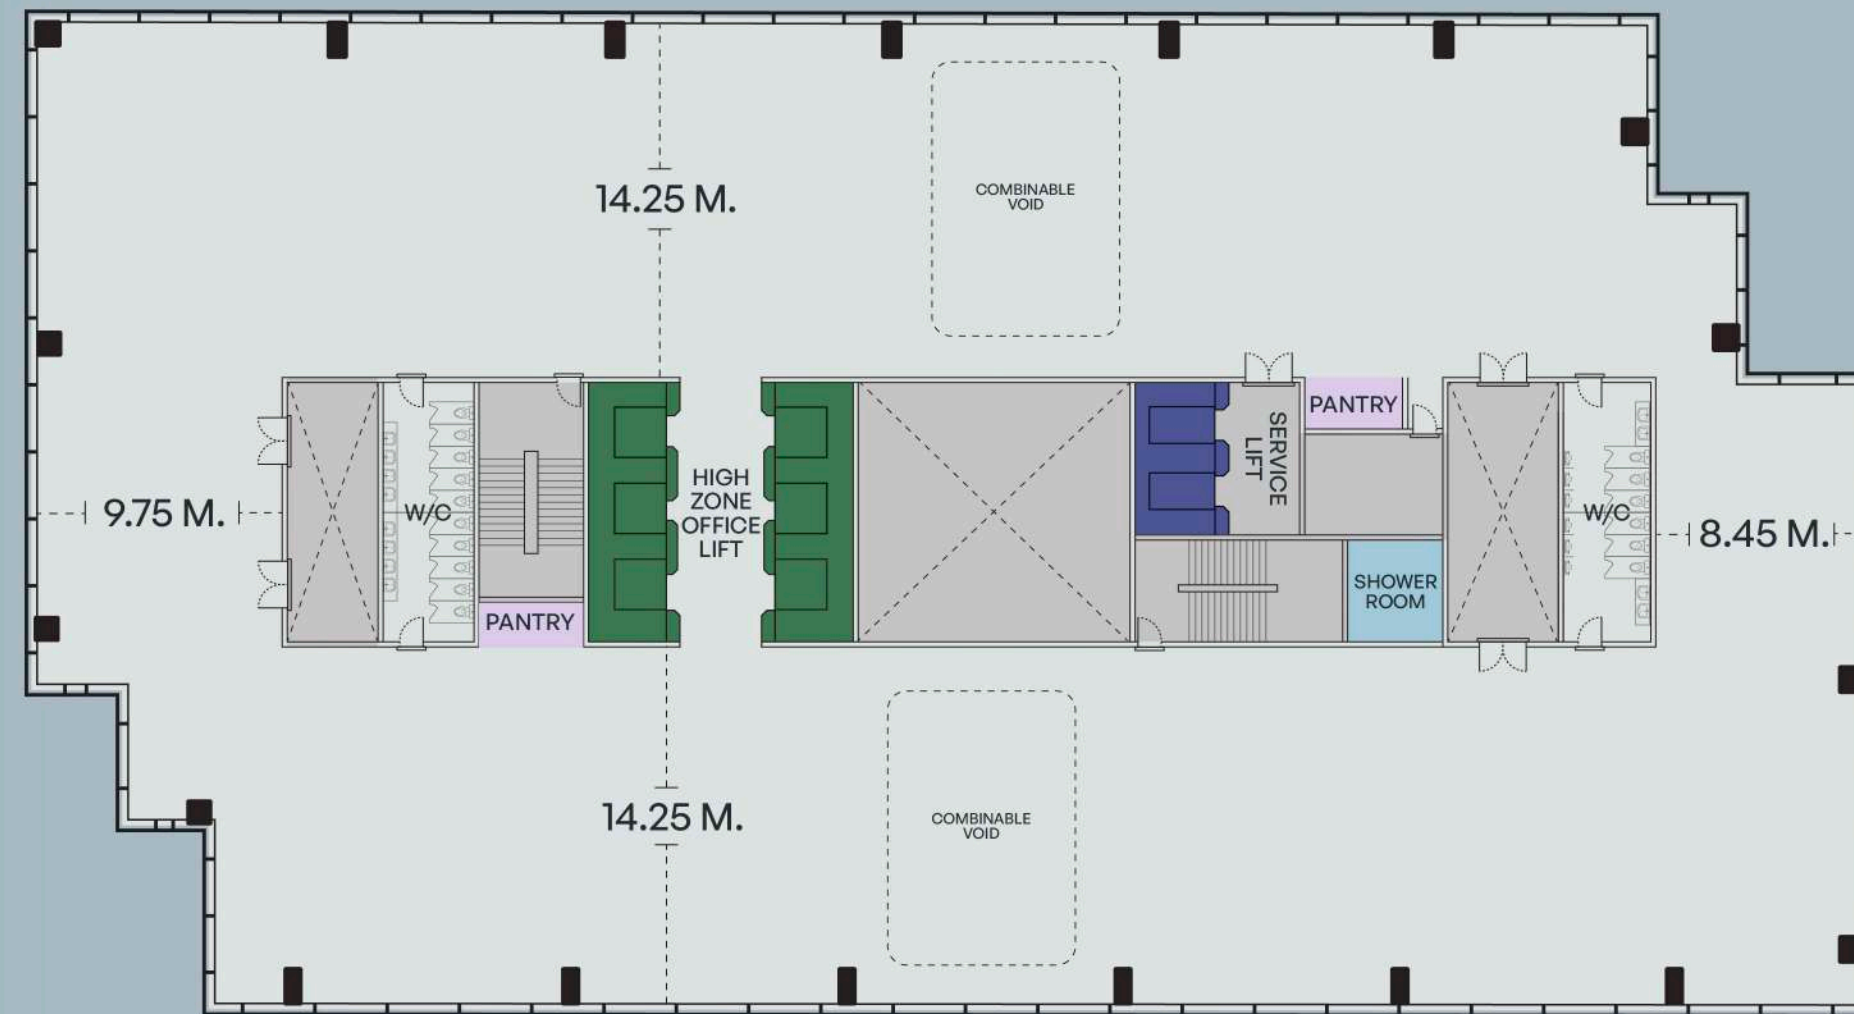 COMBINABLE
VOID
14.25 M.
PANTRY
SERVICE
LIFT
HIGH
ZONE
OFFICE
LIFT
9.75 M.
W/C
W/C
8.45 M.
SHOWER
ROOM
PANTRY
14.25 M.
COMBINABLE
VOID